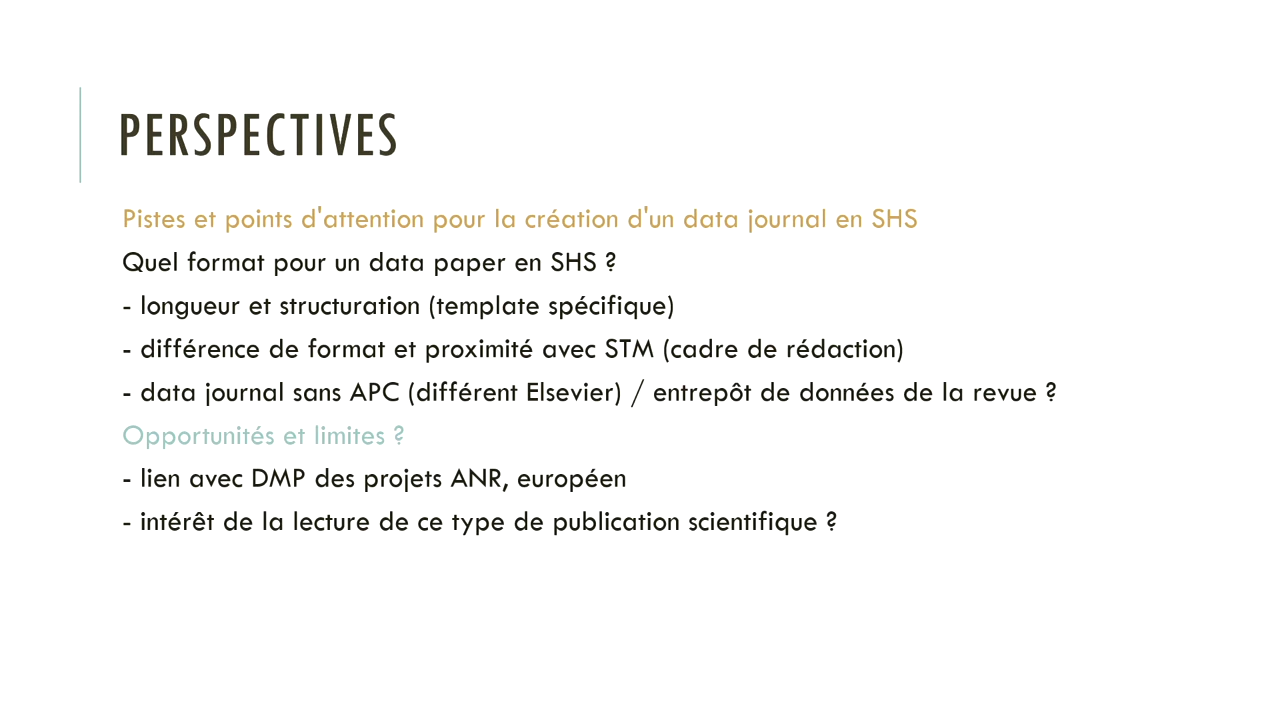 PERSPECTIVES
Pistes et points d'attention pour la création d'un data journal en SHS
Quel format pour un data paper en SHS ?
- longueur et structuration (template spécifique)
- différence de format et proximité avec STM (cadre de rédaction)
- data journal sans APC (différent Elsevier) / entrepôt de données de la revue ?
Opportunités et limites ?
- lien avec DMP des projets ANR, européen
- intérêt de la lecture de ce type de publication scientifique ?